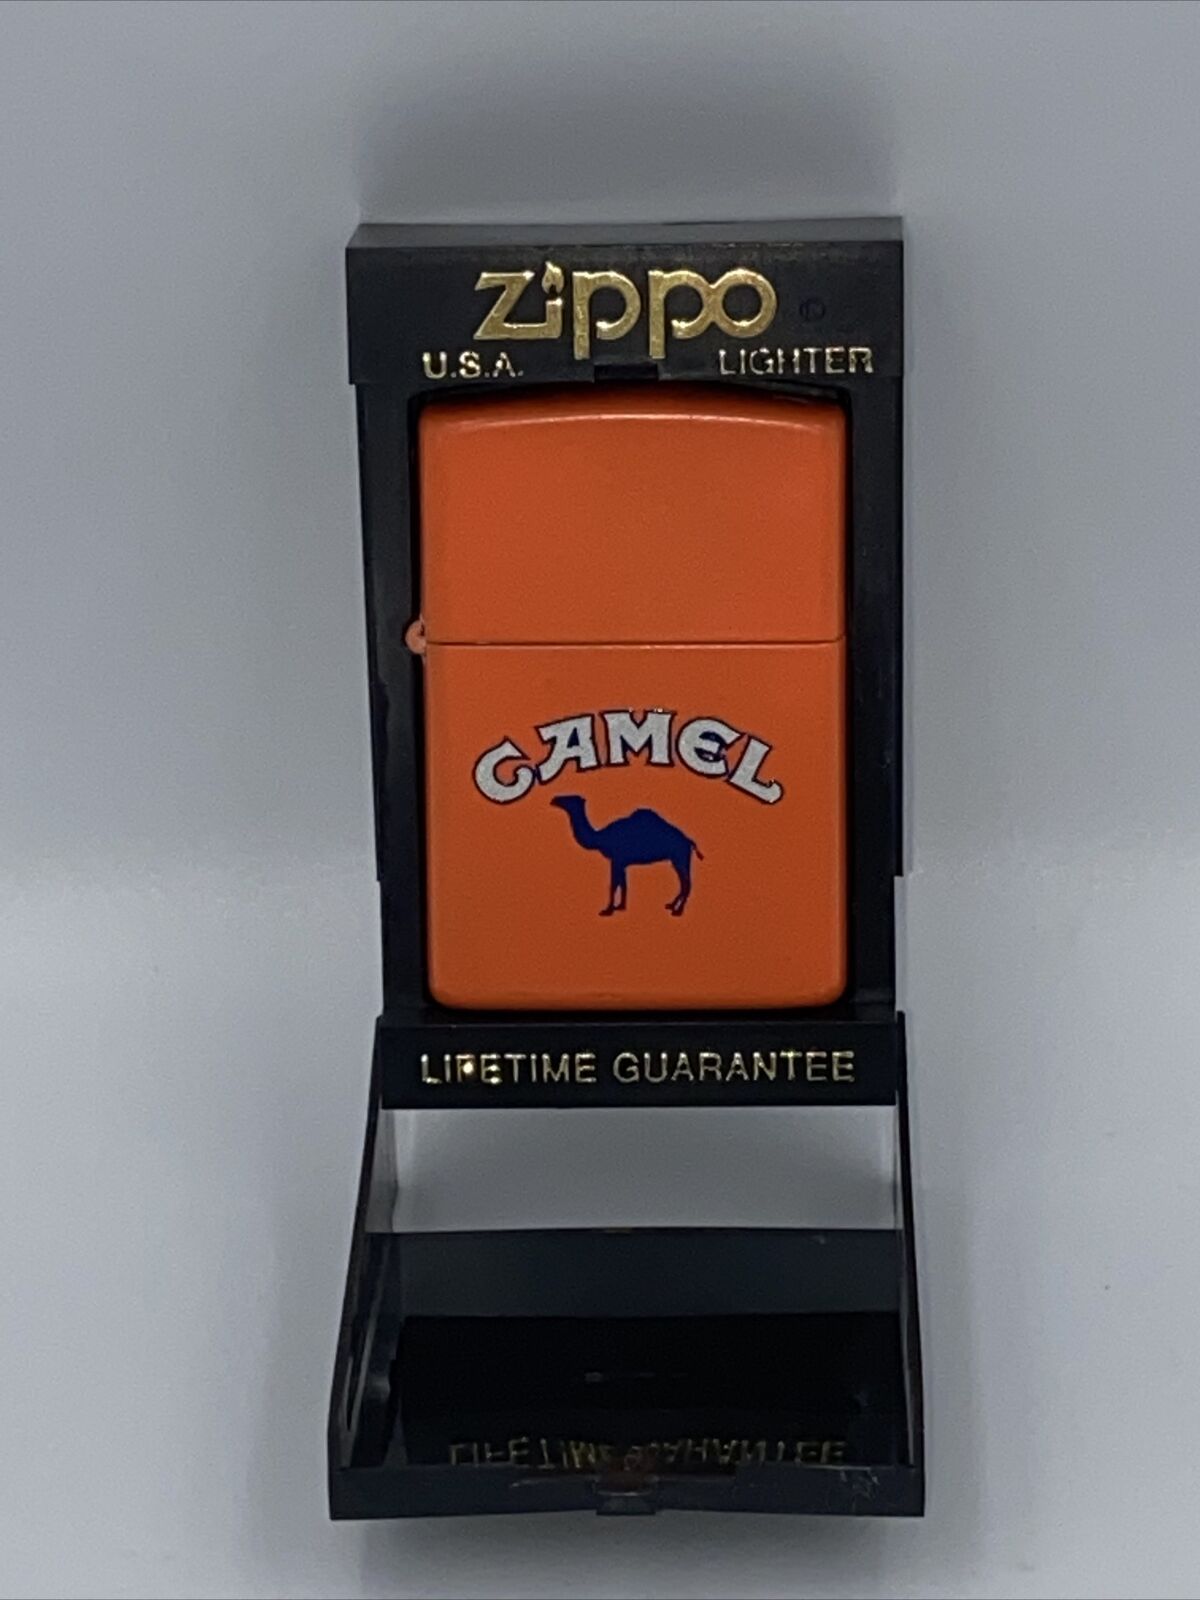 Zippo
U.S.A. LIGHTER
CAMEL
LIFETIME GUARANTEE